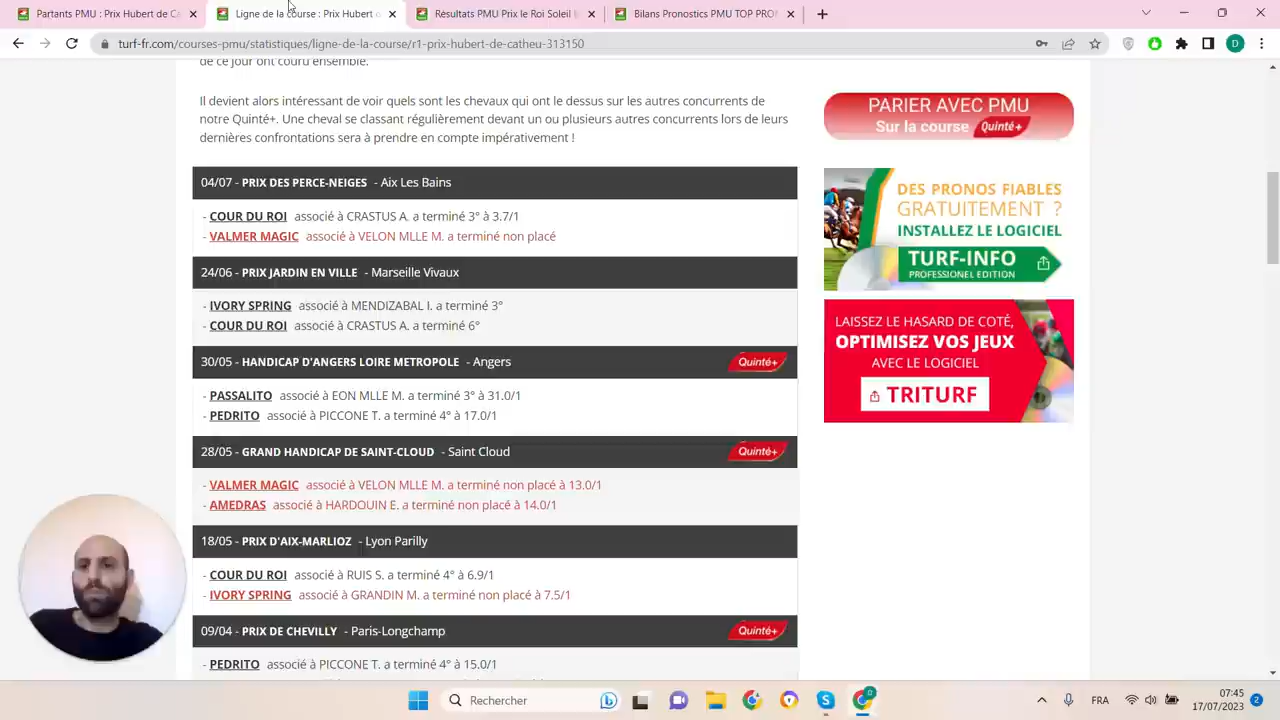 Partants PMU : Prix Hubert de Ca
Ligne de la course : Prix Hubert d
Résultats PMU Prix le Roi Soleil B
Bilans Pronostics PMU TOP PRO
turf-fr.com/courses-pmu/statistiques/ligne-de-la-course/r1-prix-hubert-de-catheu-313150
D
de ce jour ont couru ensemble.
Il devient alors intéressant de voir quels sont les chevaux qui ont le dessus sur les autres concurrents de
notre Quinté+. Une cheval se classant régulièrement devant un ou plusieurs autres concurrents lors de leurs
dernières confrontations sera à prendre en compte impérativement !
04/07 - PRIX DES PERCE-NEIGES - Aix Les Bains
- COUR DU ROI associé à CRASTUS A. a terminé 3° à 3.7/1
- VALMER MAGIC associé à VELON MLLE M. a terminé non placé
24/06 - PRIX JARDIN EN VILLE - Marseille Vivaux
- IVORY SPRING associé à MENDIZABAL I. a terminé 3°
- COUR DU ROI associé à CRASTUS A. a terminé 6°
30/05 - HANDICAP D'ANGERS LOIRE METROPOLE - Angers
Quinté+
- PASSALITO associé à EON MLLE M. a terminé 3° à 31.0/1
- PEDRITO associé à PICCONE T. a terminé 4° à 17.0/1
28/05 - GRAND HANDICAP DE SAINT-CLOUD - Saint Cloud
Quinté+
- VALMER MAGIC associé à VELON MLLE M. a terminé non placé à 13.0/1
- AMEDRAS associé à HARDOUIN E. a terminé non placé à 14.0/1
18/05 - PRIX D'AIX-MARLIOZ - Lyon Parilly
- COUR DU ROI associé à RUIS S. a terminé 4° à 6.9/1
- IVORY SPRING associé à GRANDIN M. a terminé non placé à 7.5/1
09/04 - PRIX DE CHEVILLY - Paris-Longchamp
Quinté+
- PEDRITO associé à PICCONE T. a terminé 4° à 15.0/1
PARIER AVEC PMU
Sur la course Quinté+
DES PRONOS FIABLES
GRATUITEMENT ?
INSTALLEZ LE LOGICIEL
TURF-INFO
PROFESSIONEL EDITION
LAISSEZ LE HASARD DE COTÉ,
OPTIMISEZ VOS JEUX
AVEC LE LOGICIEL
TRITURF
Rechercher
FRA
07:45
17/07/2023
2